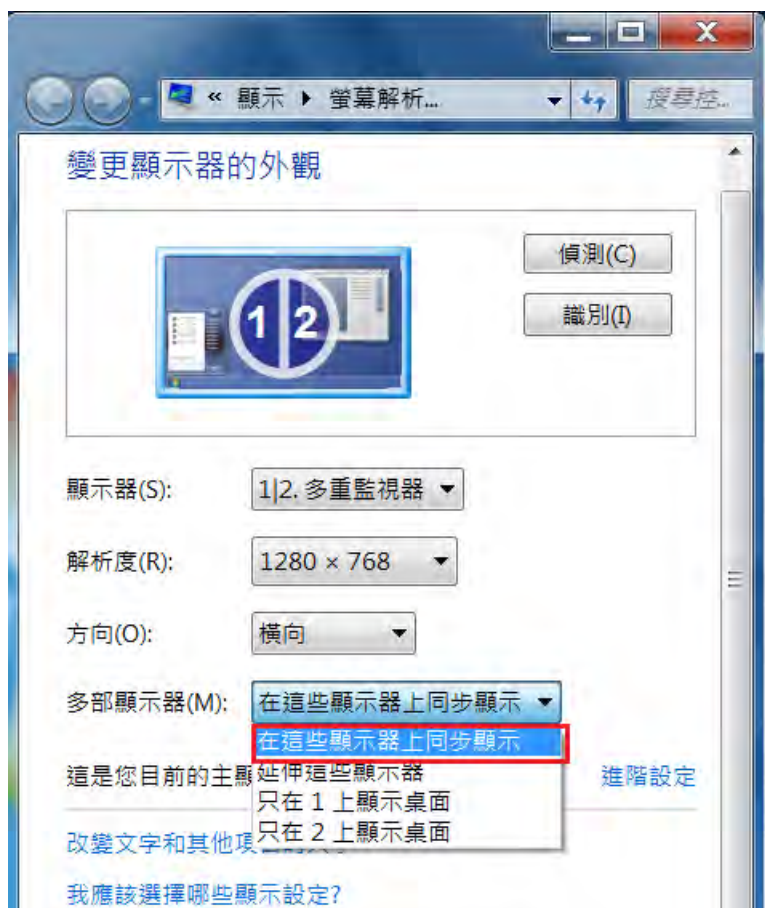 « 顯示 ▸ 螢幕解析... 搜尋控...
變更顯示器的外觀
1 2
偵測(C)
識別(I)
顯示器(S): 1|2. 多重監視器
解析度(R): 1280 × 768
方向(O): 橫向
多部顯示器(M): 在這些顯示器上同步顯示
在這些顯示器上同步顯示
這是您目前的主顯 延伸這些顯示器 進階設定
只在 1 上顯示桌面
改變文字和其他項 只在 2 上顯示桌面
我應該選擇哪些顯示設定?